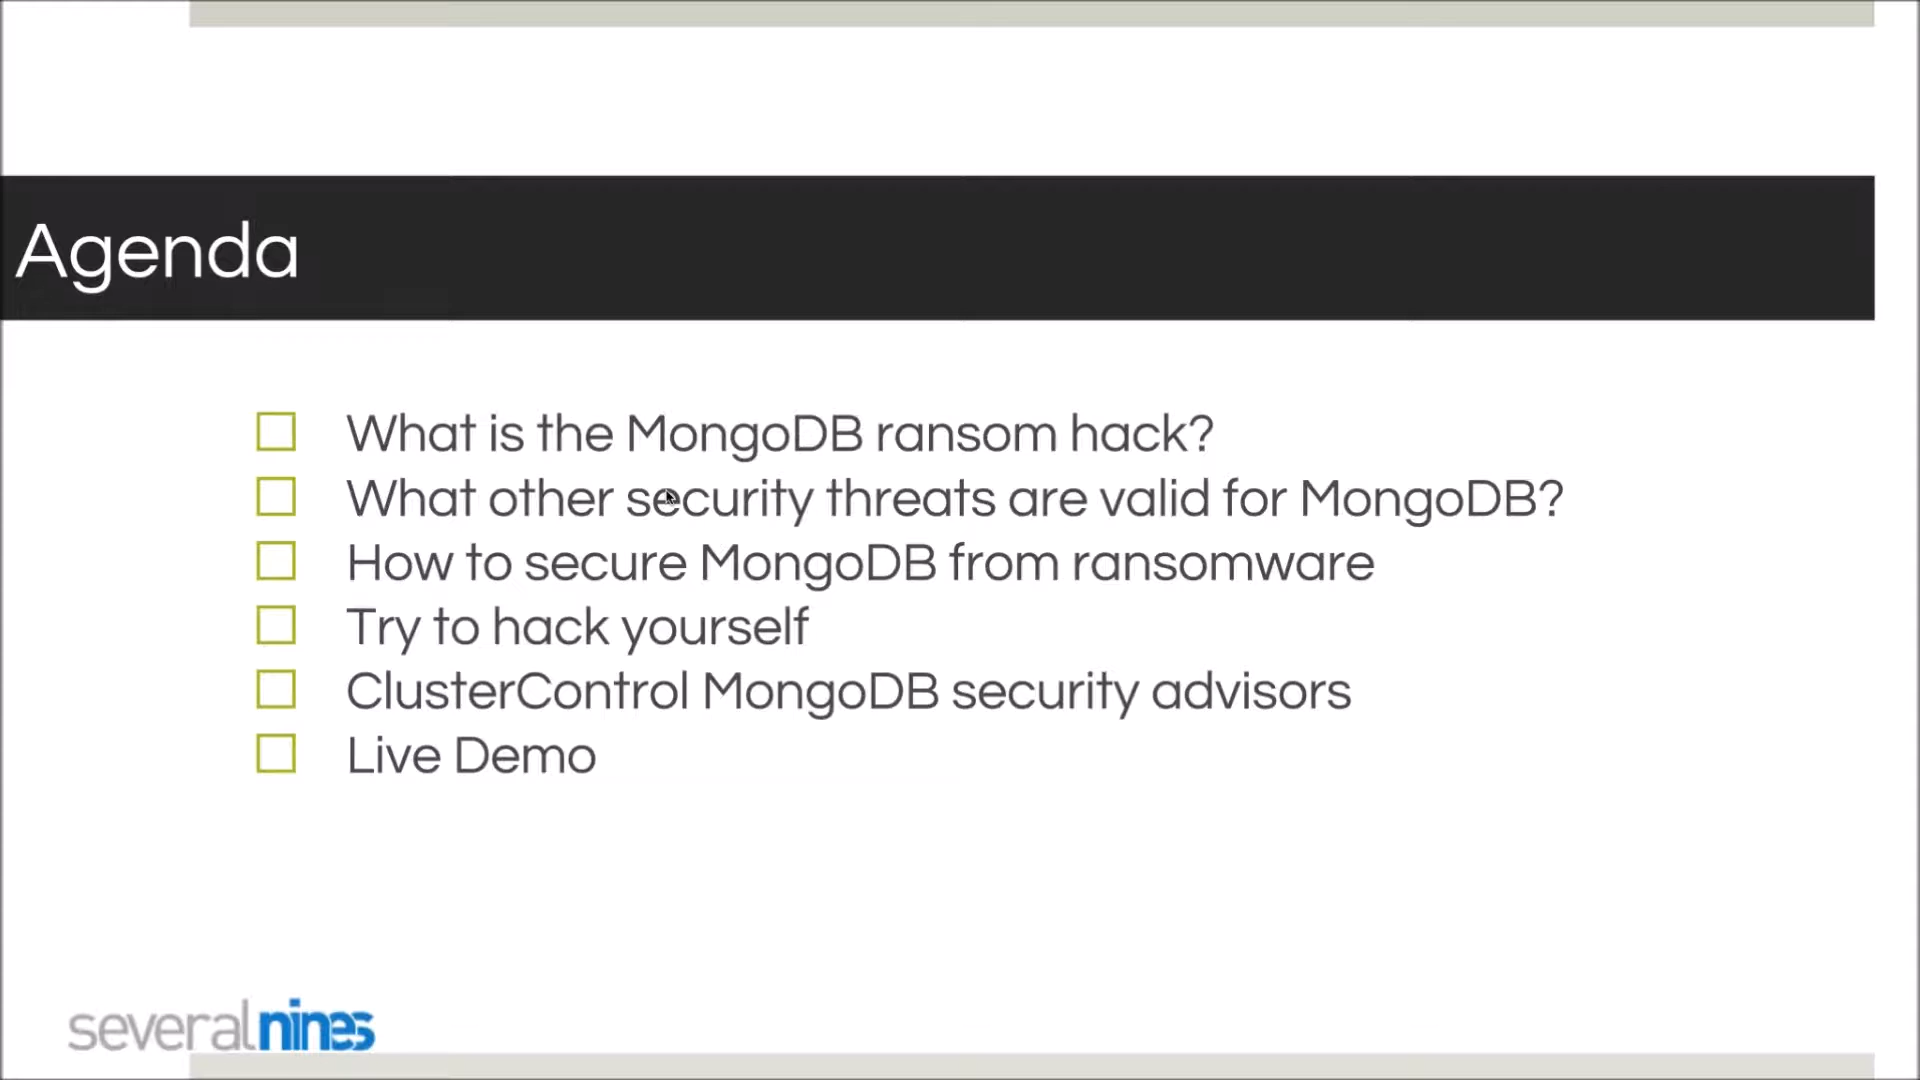 Agenda
What is the MongoDB ransom hack?
What other security threats are valid for MongoDB?
How to secure MongoDB from ransomware
Try to hack yourself
ClusterControl MongoDB security advisors
Live Demo
severalnines